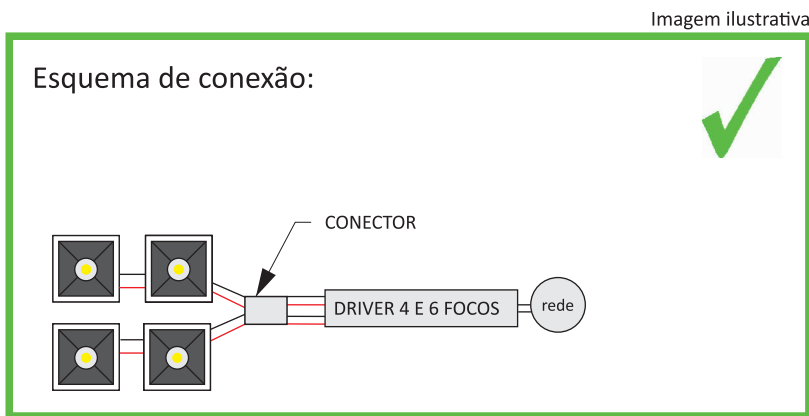 Imagem ilustrativa
Esquema de conexão:
CONECTOR
DRIVER 4 E 6 FOCOS
rede